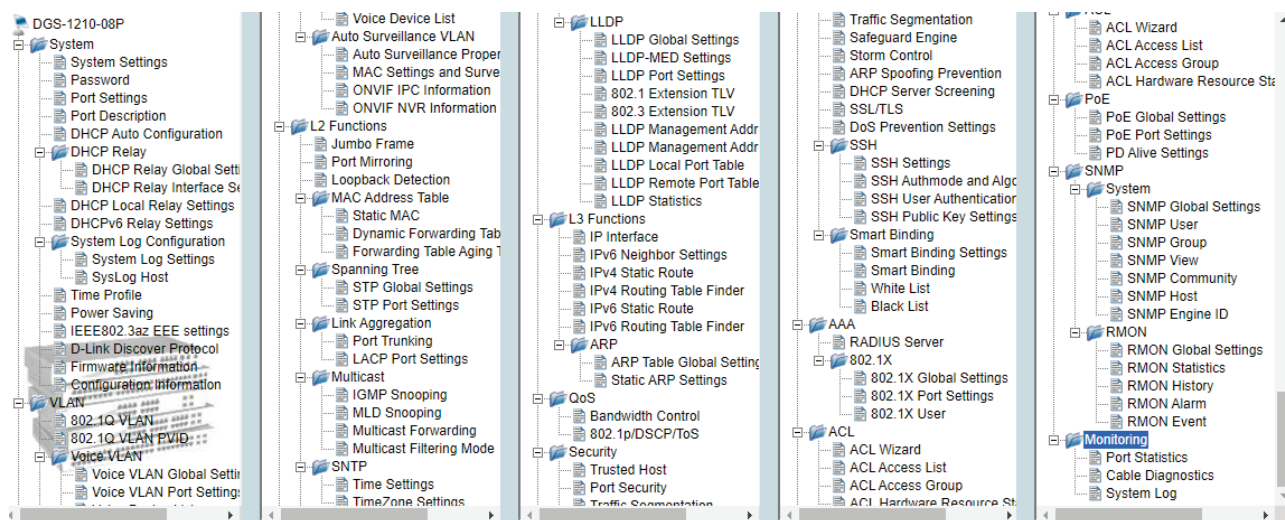 DGS-1210-08P
System
System Settings
Password
Port Settings
Port Description
DHCP Auto Configuration
DHCP Relay
DHCP Relay Global Setti
DHCP Relay Interface Se
DHCP Local Relay Settings
DHCPv6 Relay Settings
System Log Configuration
System Log Settings
SysLog Host
Time Profile
Power Saving
IEEE802.3az EEE settings
D-Link Discover Protocol
Firmware Information
Configuration Information
VLAN
802.1Q VLAN
802.1Q VLAN PVID
Voice VLAN
Voice VLAN Global Settin
Voice VLAN Port Settings
Voice Device List
Voice Device List
Auto Surveillance VLAN
Auto Surveillance Proper
MAC Settings and Surve
ONVIF IPC Information
ONVIF NVR Information
L2 Functions
Jumbo Frame
Port Mirroring
Loopback Detection
MAC Address Table
Static MAC
Dynamic Forwarding Tab
Forwarding Table Aging T
Spanning Tree
STP Global Settings
STP Port Settings
Link Aggregation
Port Trunking
LACP Port Settings
Multicast
IGMP Snooping
MLD Snooping
Multicast Forwarding
Multicast Filtering Mode
SNTP
Time Settings
TimeZone Settings
LLDP
LLDP Global Settings
LLDP-MED Settings
LLDP Port Settings
802.1 Extension TLV
802.3 Extension TLV
LLDP Management Addr
LLDP Management Addr
LLDP Local Port Table
LLDP Remote Port Table
LLDP Statistics
L3 Functions
IP Interface
IPv6 Neighbor Settings
IPv4 Static Route
IPv4 Routing Table Finder
IPv6 Static Route
IPv6 Routing Table Finder
ARP
ARP Table Global Setting
Static ARP Settings
QoS
Bandwidth Control
802.1p/DSCP/ToS
Security
Trusted Host
Port Security
Traffic Segmentation
Traffic Segmentation
Safeguard Engine
Storm Control
ARP Spoofing Prevention
DHCP Server Screening
SSL/TLS
DoS Prevention Settings
SSH
SSH Settings
SSH Authmode and Algo
SSH User Authentication
SSH Public Key Settings
Smart Binding
Smart Binding Settings
Smart Binding
White List
Black List
AAA
RADIUS Server
802.1X
802.1X Global Settings
802.1X Port Settings
802.1X User
ACL
ACL Wizard
ACL Access List
ACL Access Group
ACL Hardware Resource St
ACL
ACL Wizard
ACL Access List
ACL Access Group
ACL Hardware Resource Sta
PoE
PoE Global Settings
PoE Port Settings
PD Alive Settings
SNMP
System
SNMP Global Settings
SNMP User
SNMP Group
SNMP View
SNMP Community
SNMP Host
SNMP Engine ID
RMON
RMON Global Settings
RMON Statistics
RMON History
RMON Alarm
RMON Event
Monitoring
Port Statistics
Cable Diagnostics
System Log